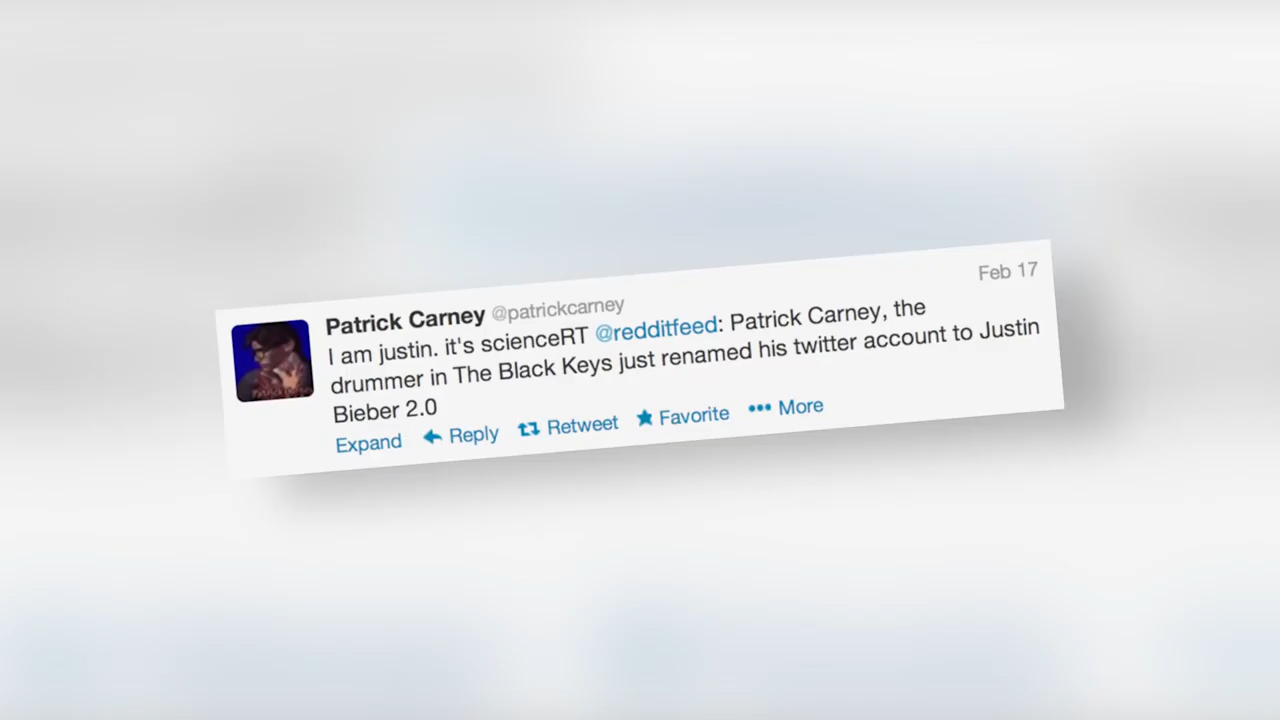 Patrick Carney @patrickcarney Feb 17
I am justin. it's scienceRT @redditfeed: Patrick Carney, the
drummer in The Black Keys just renamed his twitter account to Justin
Bieber 2.0
Expand Reply Retweet Favorite More